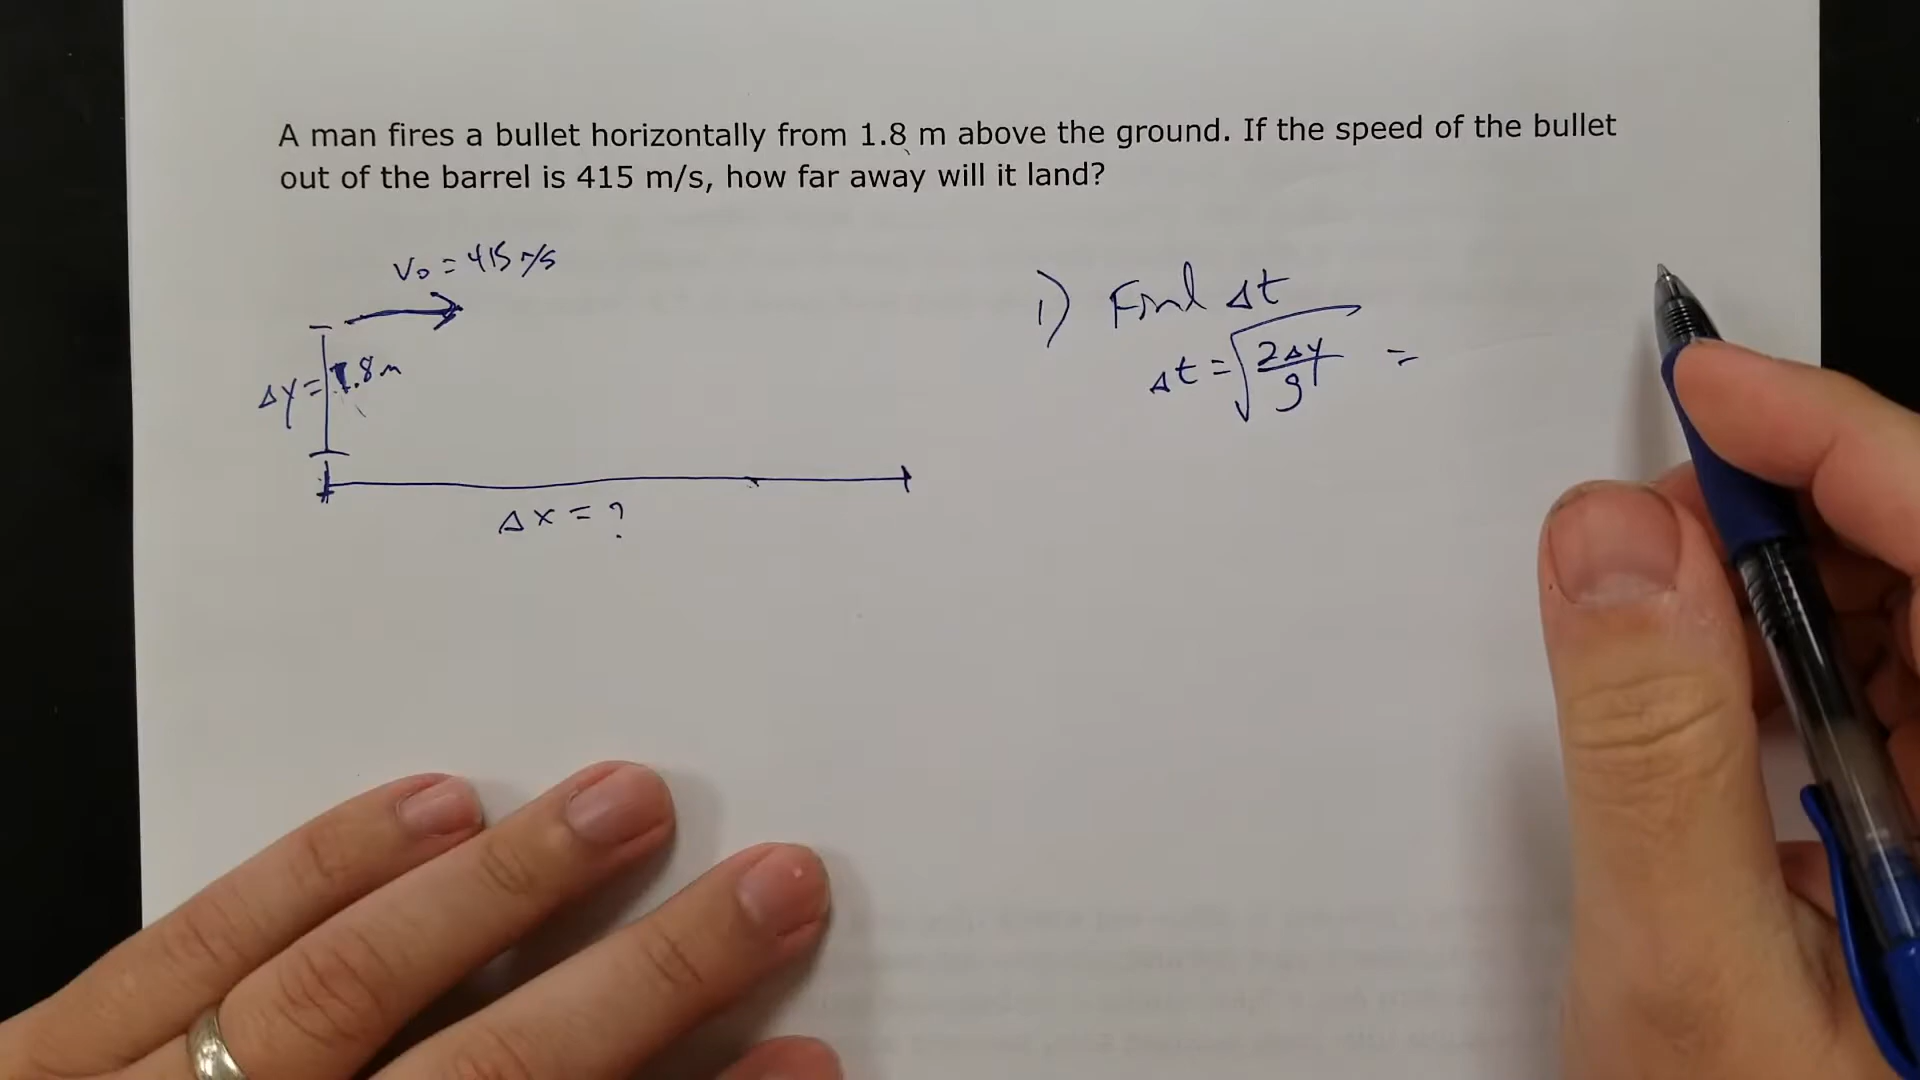 A man fires a bullet horizontally from 1.8 m above the ground. If the speed of the bullet
out of the barrel is 415 m/s, how far away will it land?
V₀ = 415 m/s
Δy = 1.8 m
Δx = ?
1) Find Δt
Δt = √(2Δy/g) =